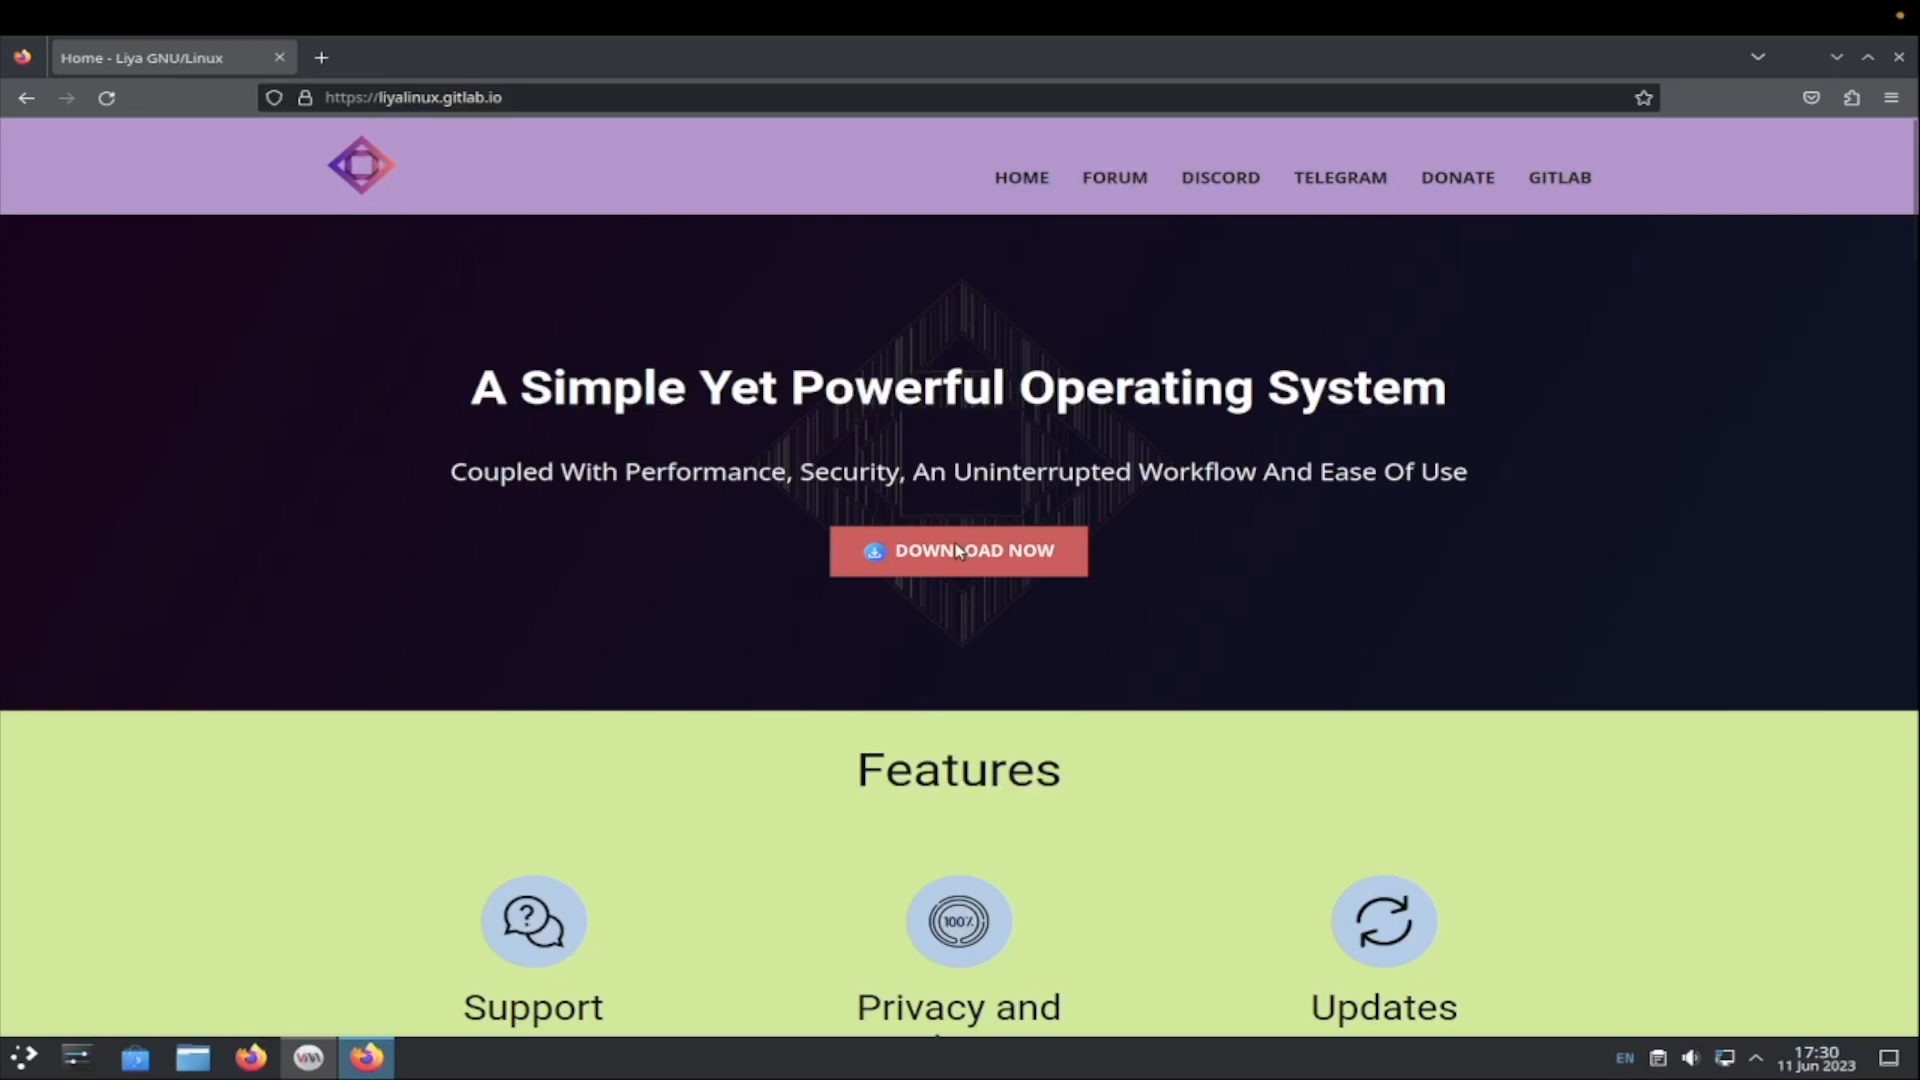 Home - Liya GNU/Linux
https://liyalinux.gitlab.io
HOME FORUM DISCORD TELEGRAM DONATE GITLAB
A Simple Yet Powerful Operating System
Coupled With Performance, Security, An Uninterrupted Workflow And Ease Of Use
DOWNLOAD NOW
Features
100%
Support Privacy and Updates
EN 17:30
11 Jun 2023